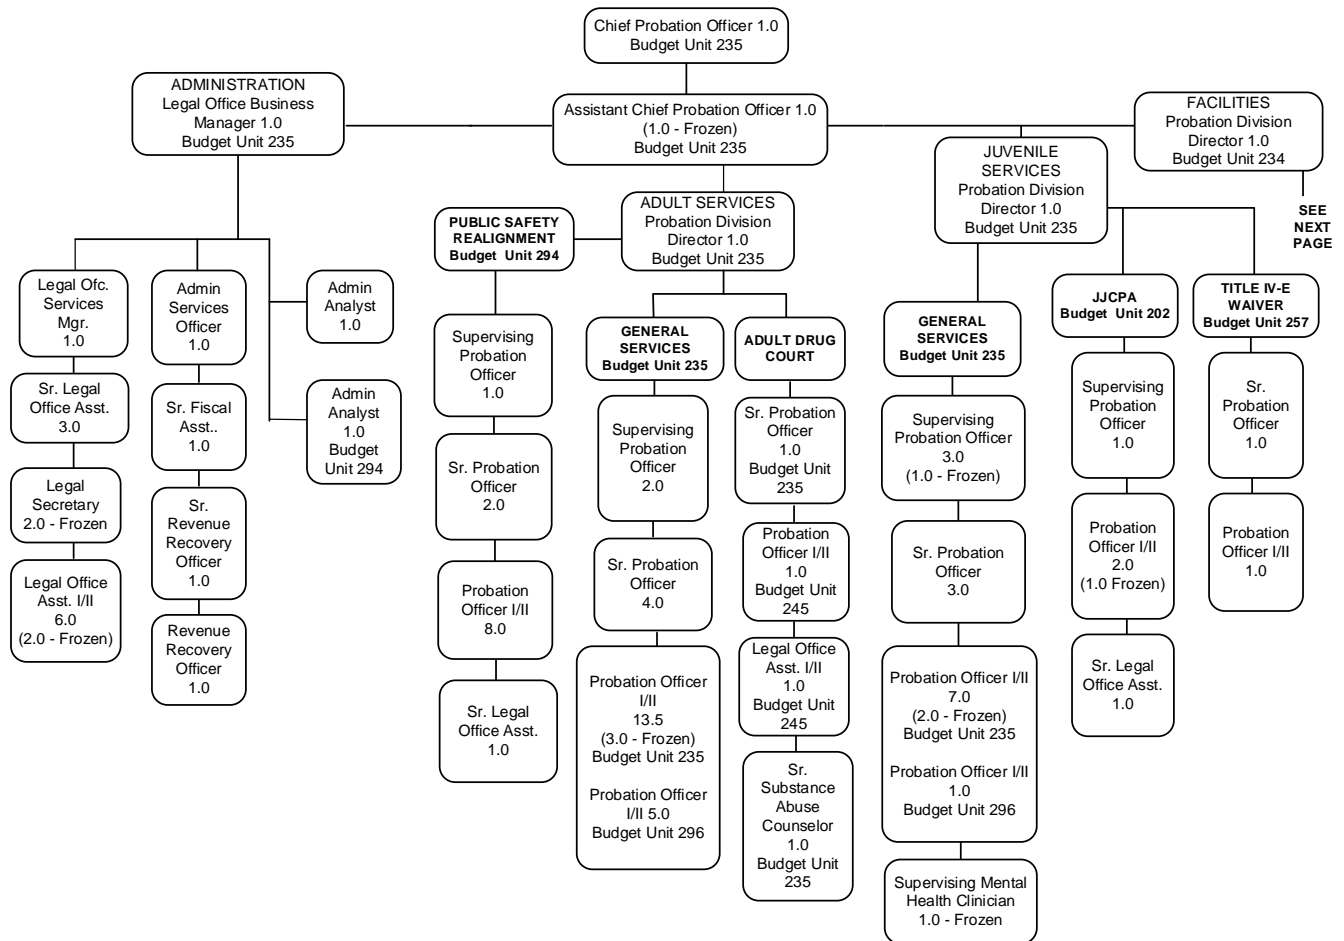 Chief Probation Officer 1.0
Budget Unit 235
ADMINISTRATION
Legal Office Business
Manager 1.0
Budget Unit 235
Assistant Chief Probation Officer 1.0
(1.0 - Frozen)
Budget Unit 235
FACILITIES
Probation Division
Director 1.0
Budget Unit 234
SEE
NEXT
PAGE
JUVENILE
SERVICES
Probation Division
Director 1.0
Budget Unit 235
ADULT SERVICES
Probation Division
Director 1.0
Budget Unit 235
PUBLIC SAFETY
REALIGNMENT
Budget Unit 294
Legal Ofc.
Services
Mgr.
1.0
Sr. Legal
Office Asst.
3.0
Legal
Secretary
2.0 - Frozen
Legal Office
Asst. I/II
6.0
(2.0 - Frozen)
Admin
Services
Officer
1.0
Sr. Fiscal
Asst..
1.0
Sr.
Revenue
Recovery
Officer
1.0
Revenue
Recovery
Officer
1.0
Admin
Analyst
1.0
Admin
Analyst
1.0
Budget
Unit 294
Supervising
Probation
Officer
1.0
Sr. Probation
Officer
2.0
Probation
Officer I/II
8.0
Sr. Legal
Office Asst.
1.0
GENERAL
SERVICES
Budget Unit 235
Supervising
Probation
Officer
2.0
Sr. Probation
Officer
4.0
Probation Officer
I/II
13.5
(3.0 - Frozen)
Budget Unit 235
Probation Officer
I/II 5.0
Budget Unit 296
ADULT DRUG
COURT
Sr. Probation
Officer
1.0
Budget Unit
235
Probation
Officer I/II
1.0
Budget Unit
245
Legal Office
Asst. I/II
1.0
Budget Unit
245
Sr.
Substance
Abuse
Counselor
1.0
Budget Unit
235
GENERAL
SERVICES
Budget Unit 235
Supervising
Probation Officer
3.0
(1.0 - Frozen)
Sr. Probation
Officer
3.0
Probation Officer I/II
7.0
(2.0 - Frozen)
Budget Unit 235
Probation Officer I/II
1.0
Budget Unit 296
Supervising Mental
Health Clinician
1.0 - Frozen
JJCPA
Budget Unit 202
Supervising
Probation
Officer
1.0
Probation
Officer I/II
2.0
(1.0 Frozen)
Sr. Legal
Office Asst.
1.0
TITLE IV-E
WAIVER
Budget Unit 257
Sr.
Probation
Officer
1.0
Probation
Officer I/II
1.0